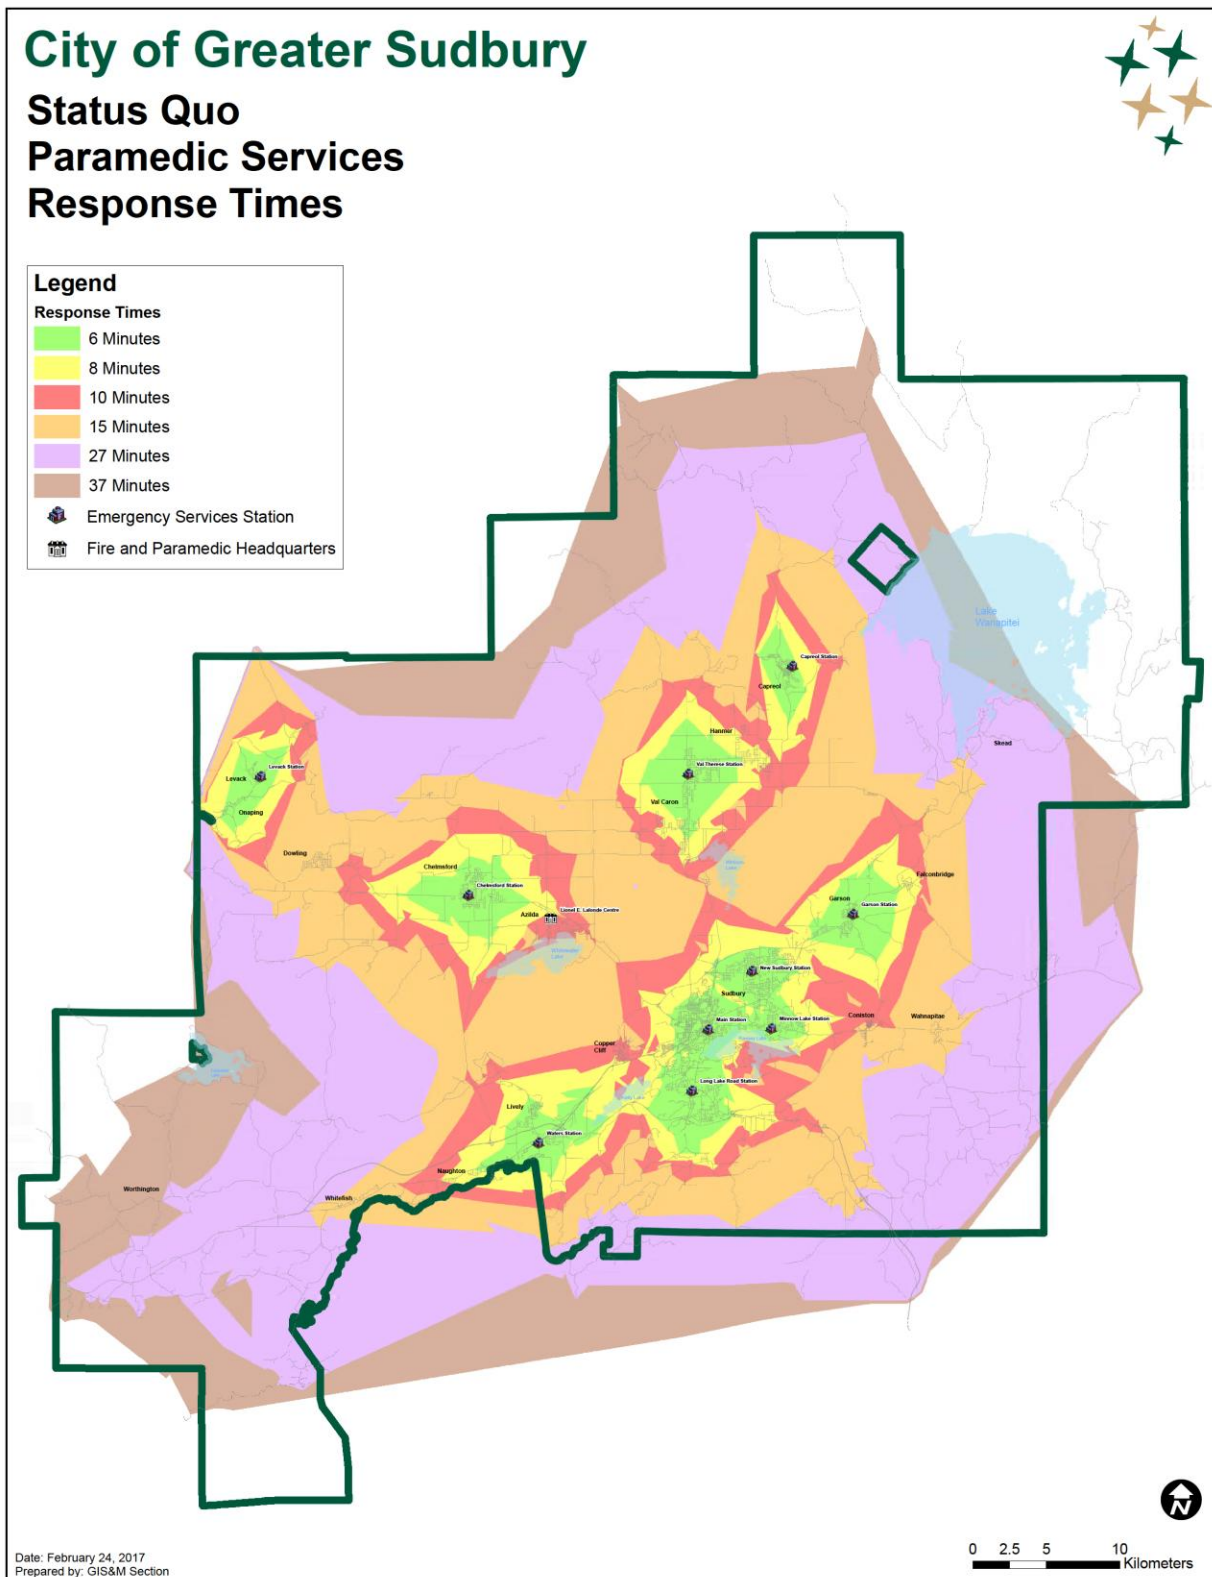 City of Greater Sudbury
Status Quo
Paramedic Services
Response Times
Legend
Response Times
6 Minutes
8 Minutes
10 Minutes
15 Minutes
27 Minutes
37 Minutes
Emergency Services Station
Fire and Paramedic Headquarters
Lake
Wanapitei
Capreol Station
Capreol
Hanmer
Skead
Val Therese Station
Levack Station
Levack
Val Caron
Onaping
Dowling
Chelmsford
Falconbridge
Chelmsford Station
Garson
Lionel E. Lalonde Centre
Azilda
Garson Station
Whitewater
Lake
New Sudbury Station
Sudbury
Coniston
Wahnapitae
Main Station
Minnow Lake Station
Copper
Cliff
Long Lake Road Station
Lively
Waters Station
Naughton
Worthington
Whitefish
N
Date: February 24, 2017
Prepared by: GIS&M Section
0 2.5 5 10
Kilometers